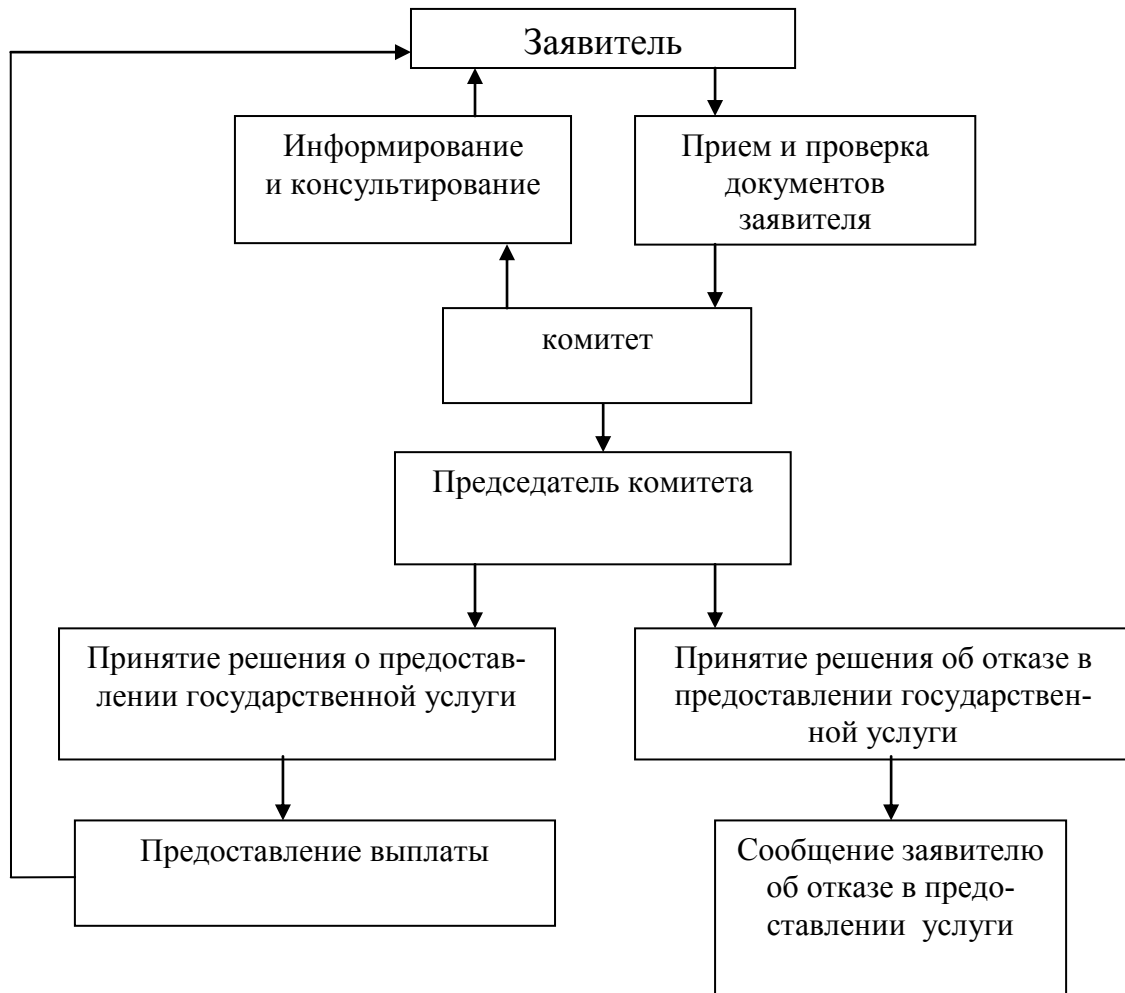 Заявитель
Информирование
и консультирование
Прием и проверка
документов
заявителя
комитет
Председатель комитета
Принятие решения о предостав-
лении государственной услуги
Принятие решения об отказе в
предоставлении государствен-
ной услуги
Предоставление выплаты
Сообщение заявителю
об отказе в предо-
ставлении услуги